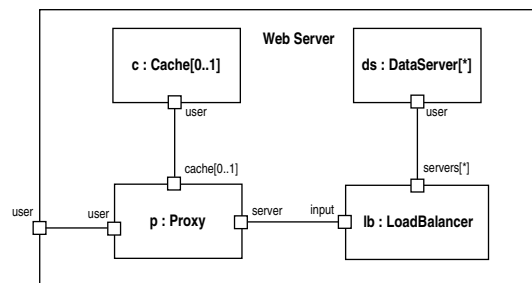 Web Server
c : Cache[0..1]
ds : DataServer[*]
user
user
cache[0..1]
servers[*]
user
user
p : Proxy
server
input
lb : LoadBalancer